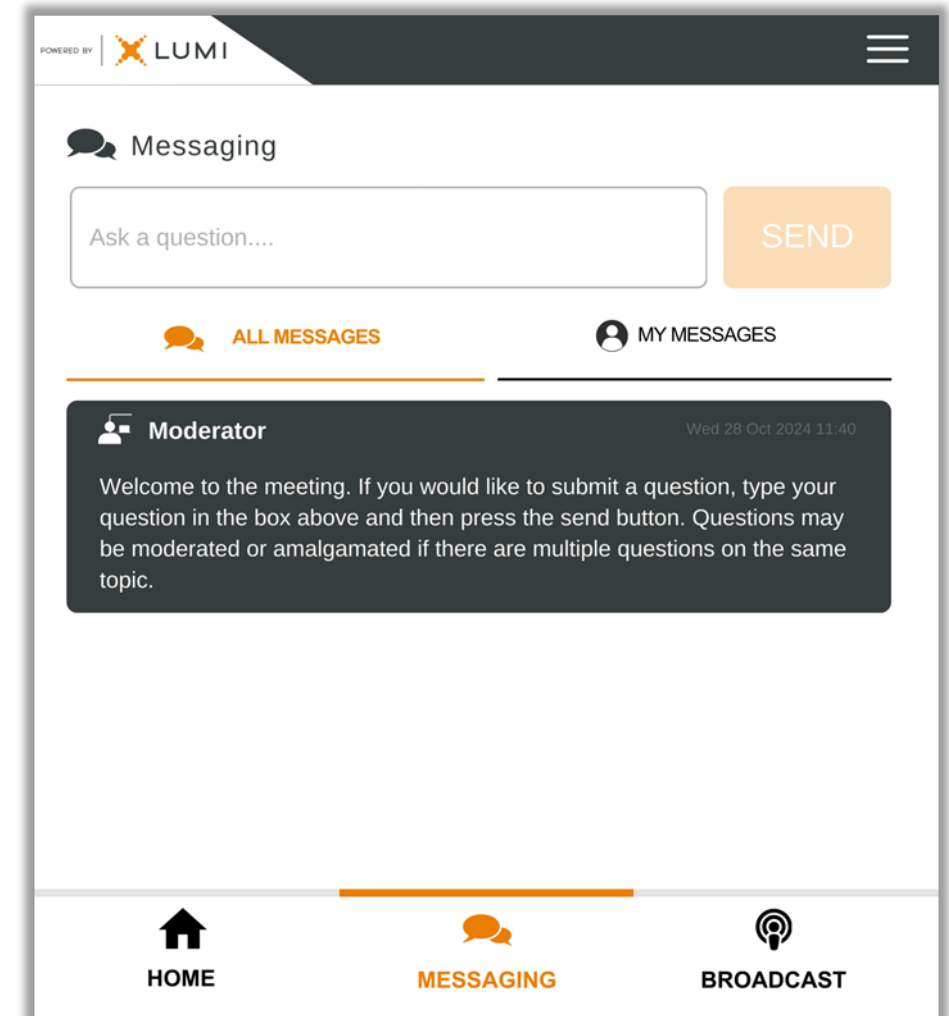 POWERED BY LUMI
Messaging
Ask a question....
SEND
ALL MESSAGES
MY MESSAGES
Moderator
Wed 28 Oct 2024 11:40
Welcome to the meeting. If you would like to submit a question, type your
question in the box above and then press the send button. Questions may
be moderated or amalgamated if there are multiple questions on the same
topic.
HOME
MESSAGING
BROADCAST